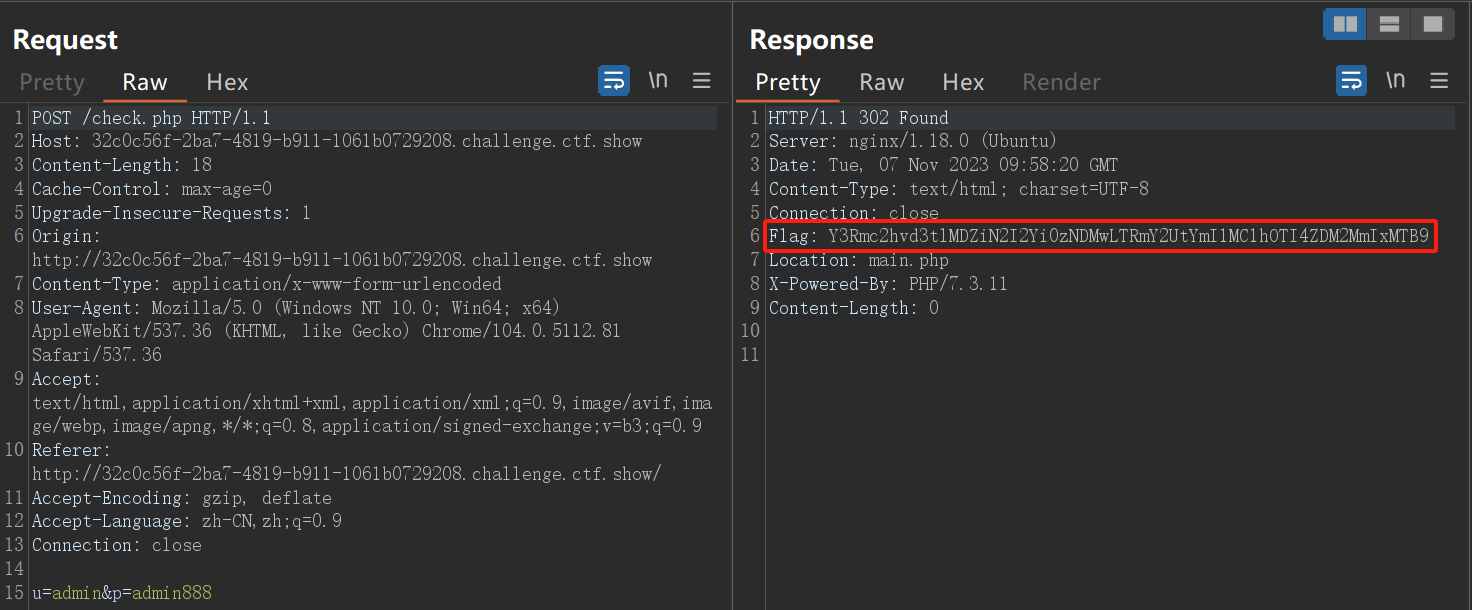 Request
Response
Pretty Raw Hex
\n
Pretty Raw Hex Render
\n
1 POST /check.php HTTP/1.1
2 Host: 32c0c56f-2ba7-4819-b911-1061b0729208.challenge.ctf.show
3 Content-Length: 18
4 Cache-Control: max-age=0
5 Upgrade-Insecure-Requests: 1
6 Origin:
http://32c0c56f-2ba7-4819-b911-1061b0729208.challenge.ctf.show
7 Content-Type: application/x-www-form-urlencoded
8 User-Agent: Mozilla/5.0 (Windows NT 10.0; Win64; x64)
AppleWebKit/537.36 (KHTML, like Gecko) Chrome/104.0.5112.81
Safari/537.36
9 Accept:
text/html,application/xhtml+xml,application/xml;q=0.9,image/avif,ima
ge/webp,image/apng,*/*;q=0.8,application/signed-exchange;v=b3;q=0.9
10 Referer:
http://32c0c56f-2ba7-4819-b911-1061b0729208.challenge.ctf.show/
11 Accept-Encoding: gzip, deflate
12 Accept-Language: zh-CN,zh;q=0.9
13 Connection: close
14
15 u=admin&p=admin888
1 HTTP/1.1 302 Found
2 Server: nginx/1.18.0 (Ubuntu)
3 Date: Tue, 07 Nov 2023 09:58:20 GMT
4 Content-Type: text/html; charset=UTF-8
5 Connection: close
6 Flag: Y3Rmc2hvd3tlMDZiN2I2Yi0zNDMwLTRmY2UtYmI1MC1hOTI4ZDM2MmIxMTB9
7 Location: main.php
8 X-Powered-By: PHP/7.3.11
9 Content-Length: 0
10
11